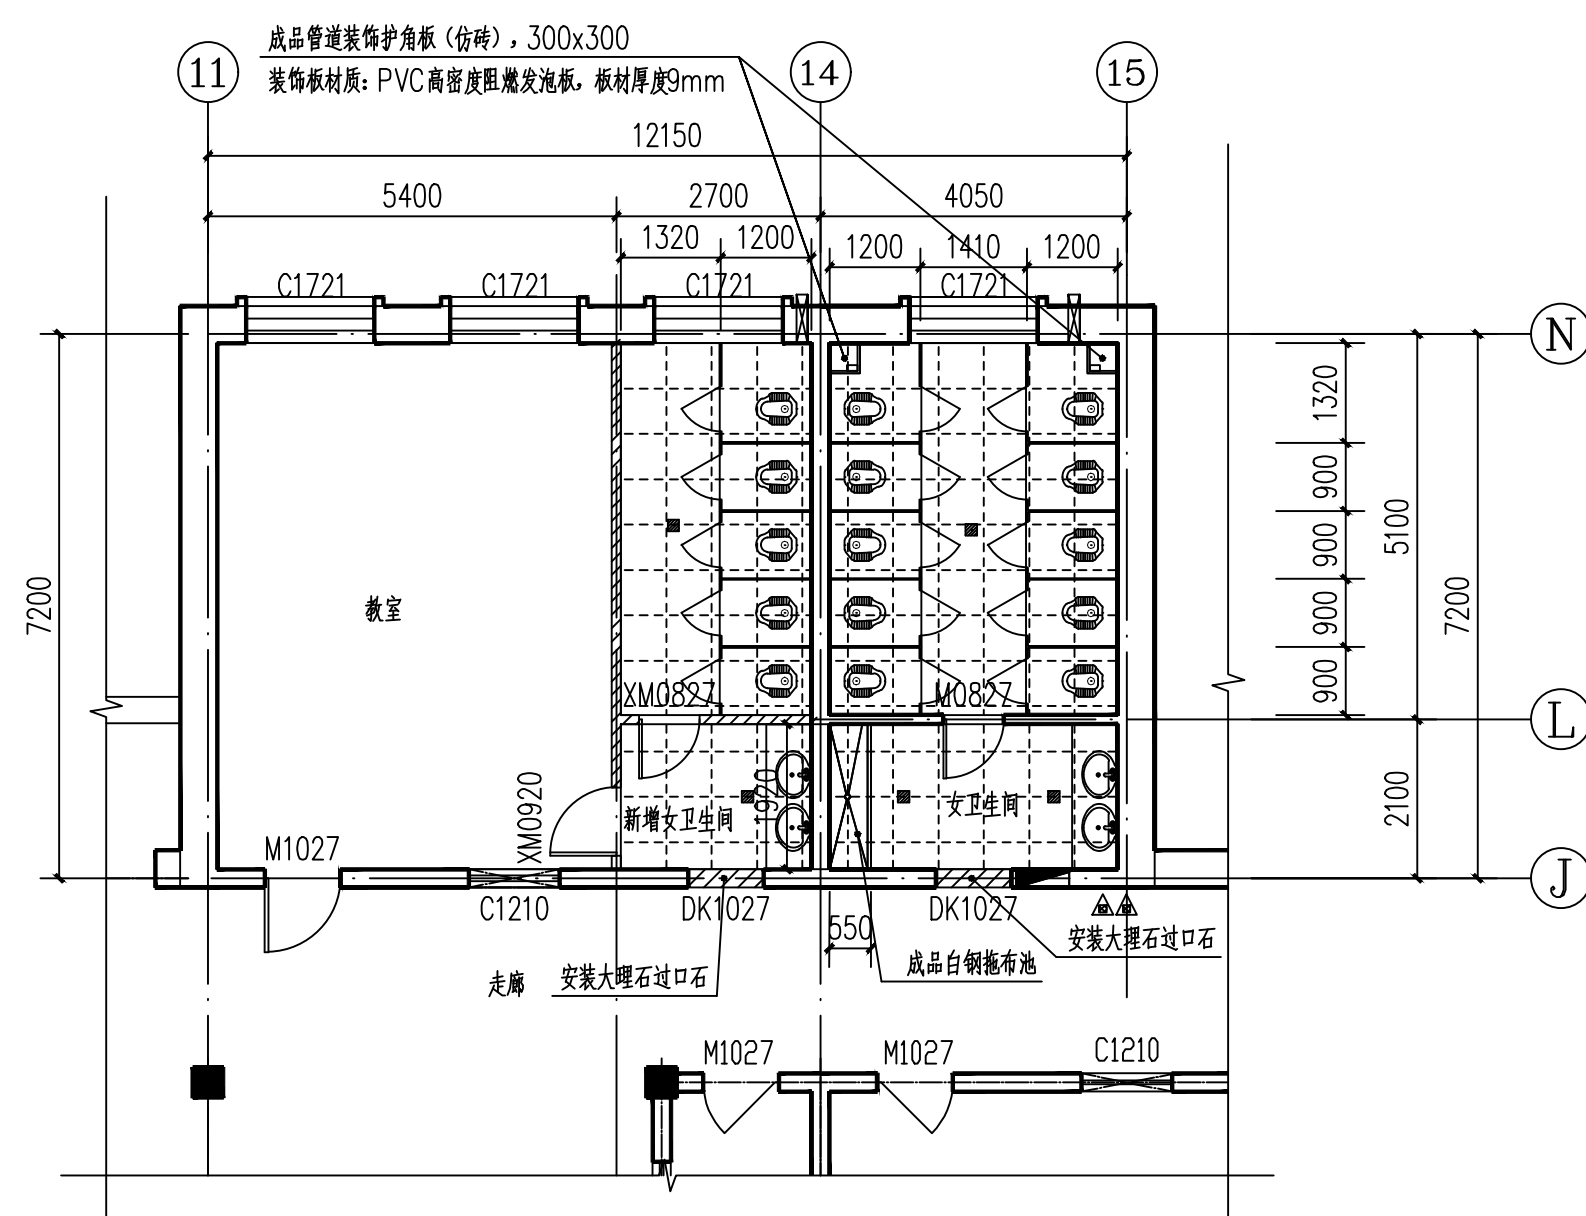 成品管道装饰护角板（仿砖），300x300
装饰板材质：PVC高密度阻燃发泡板，板材厚度9mm
11
14
15
12150
5400
2700
4050
1320
1200
1200
1410
1200
C1721
C1721
C1721
C1721
N
1320
900
900
900
900
5100
7200
7200
教室
XM0827
M0827
L
2100
1920
XM0920
新增女卫生间
女卫生间
M1027
J
C1210
DK1027
DK1027
550
安装大理石过口石
成品白钢拖布池
走廊
安装大理石过口石
M1027
M1027
C1210